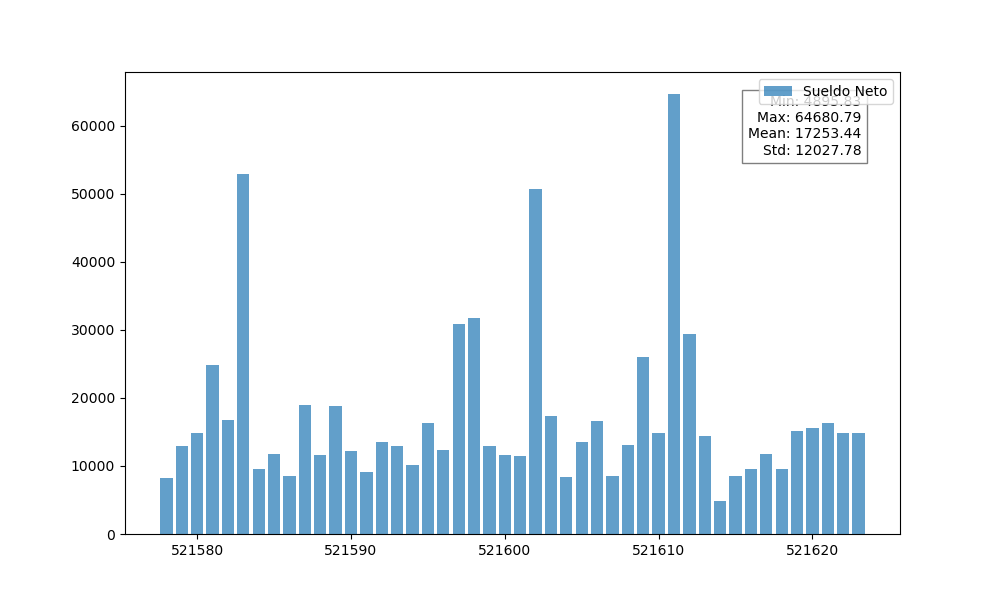 Sueldo Neto
Min: 4895.83
Max: 64680.79
Mean: 17253.44
Std: 12027.78
60000
50000
40000
30000
20000
10000
0
521580 521590 521600 521610 521620